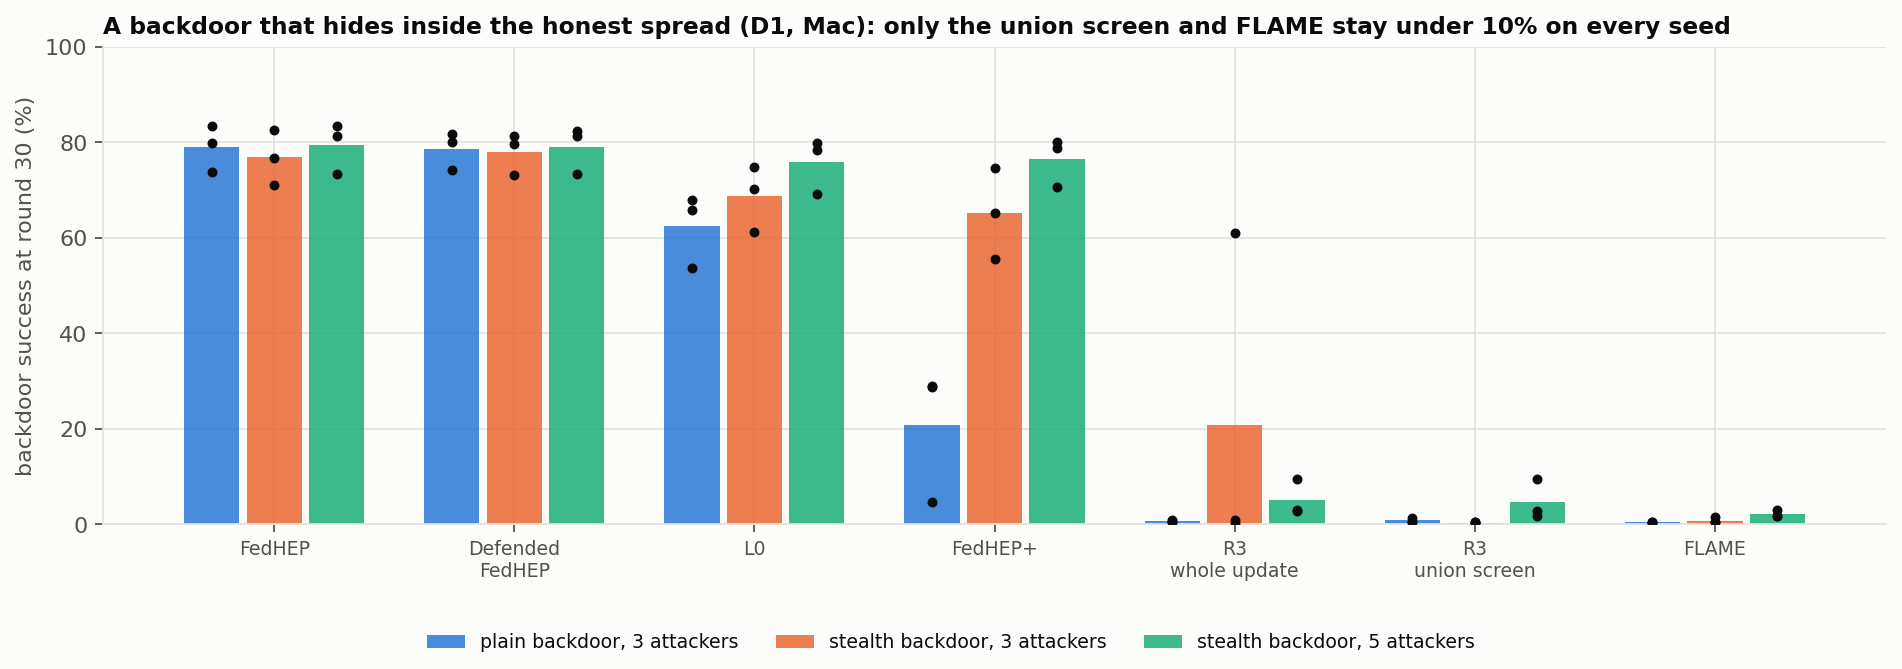 A backdoor that hides inside the honest spread (D1, Mac): only the union screen and FLAME stay under 10% on every seed
backdoor success at round 30 (%)
100
80
60
40
20
0
FedHEP
Defended
FedHEP
L0
FedHEP+
R3
whole update
R3
union screen
FLAME
plain backdoor, 3 attackers
stealth backdoor, 3 attackers
stealth backdoor, 5 attackers